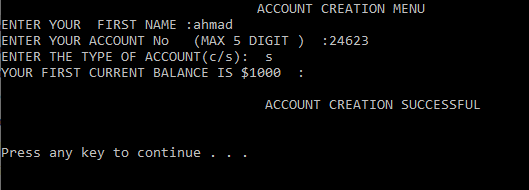 ACCOUNT CREATION MENU
ENTER YOUR  FIRST NAME :ahmad
ENTER YOUR ACCOUNT No   (MAX 5 DIGIT )  :24623
ENTER THE TYPE OF ACCOUNT(c/s):  s
YOUR FIRST CURRENT BALANCE IS $1000  :
ACCOUNT CREATION SUCCESSFUL
Press any key to continue . . .